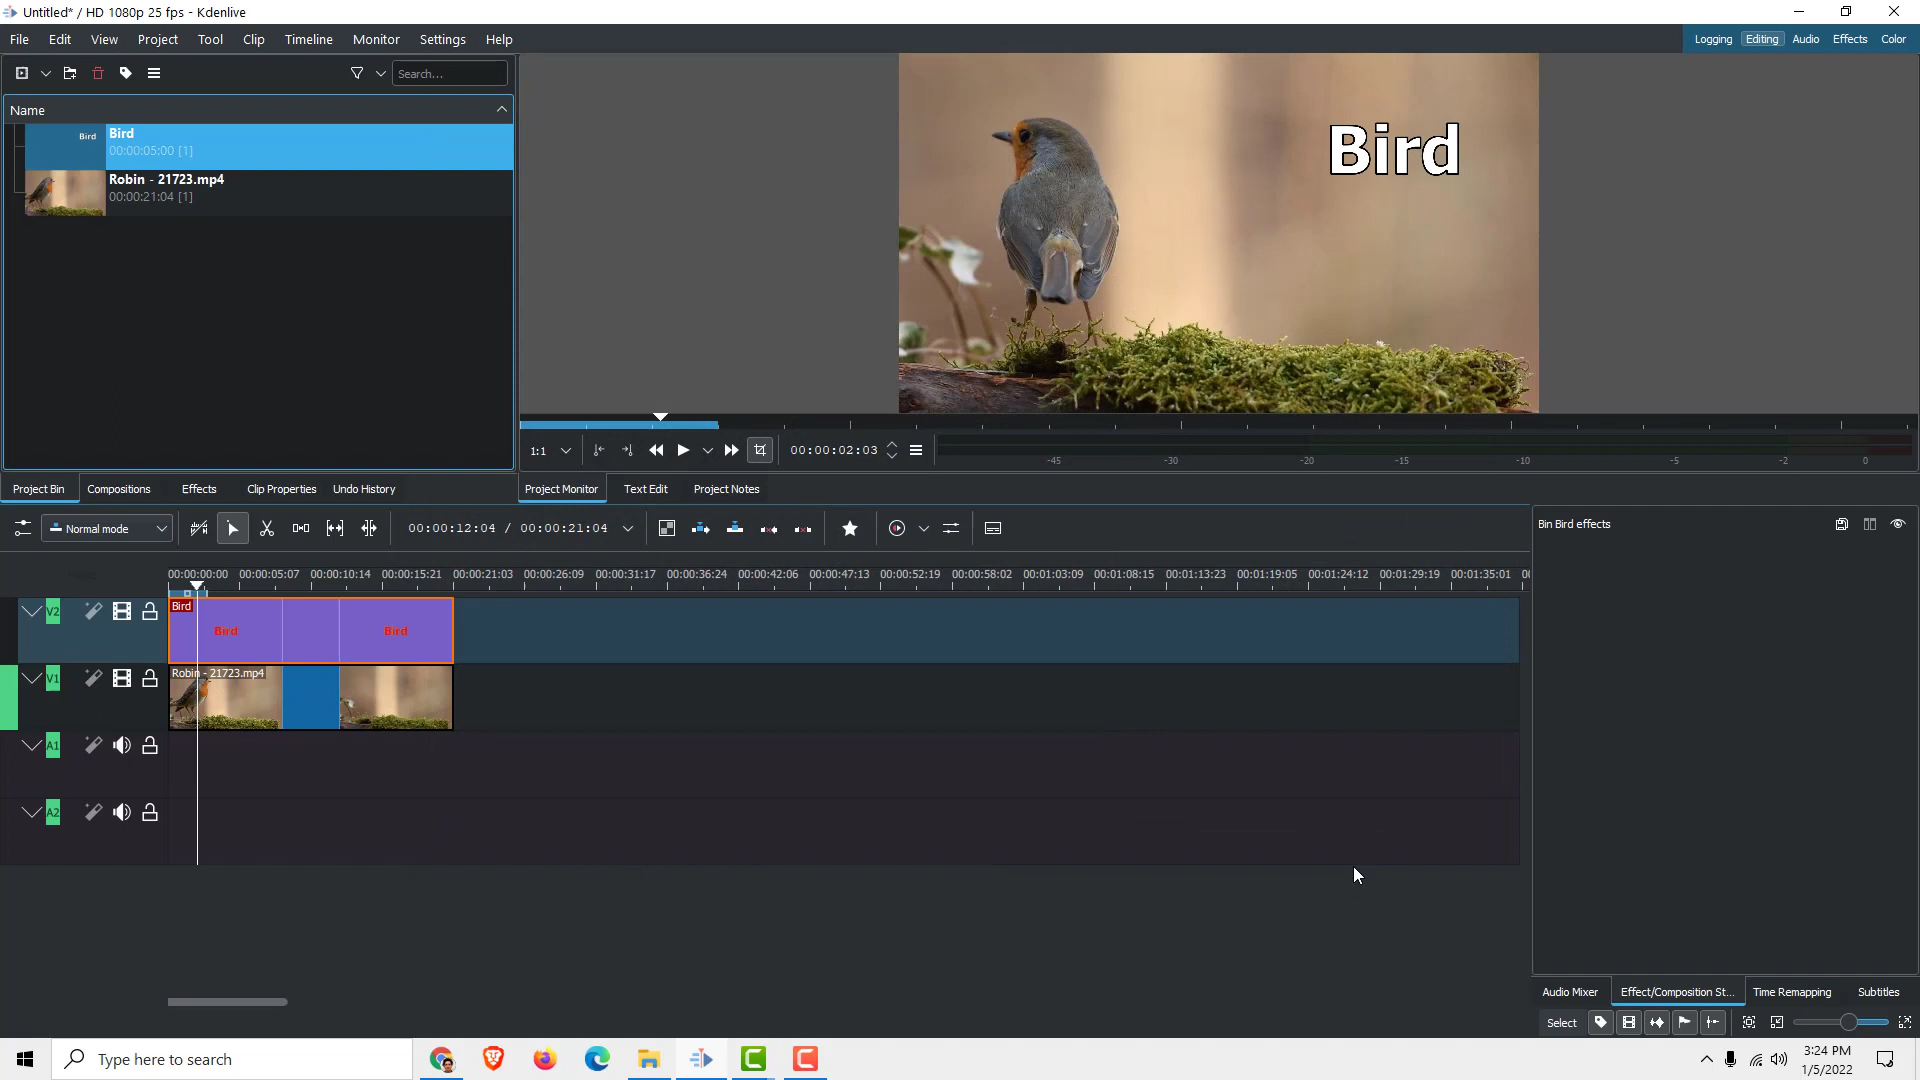 Untitled* / HD 1080p 25 fps - Kdenlive
File Edit View Project Tool Clip Timeline Monitor Settings Help
Logging Editing Audio Effects Color
Search...
Name
Bird
Bird
00:00:05:00 [1]
Robin - 21723.mp4
00:00:21:04 [1]
Bird
1:1
00:00:02:03
-45 -30 -20 -15 -10 -5 -2 0
Project Bin Compositions Effects Clip Properties Undo History
Project Monitor Text Edit Project Notes
Normal mode
00:00:12:04 / 00:00:21:04
Bin Bird effects
00:00:00:00 00:00:05:07 00:00:10:14 00:00:15:21 00:00:21:03 00:00:26:09 00:00:31:17 00:00:36:24 00:00:42:06 00:00:47:13 00:00:52:19 00:00:58:02 00:01:03:09 00:01:08:15 00:01:13:23 00:01:19:05 00:01:24:12 00:01:29:19 00:01:35:01
V2
Bird
Bird Bird
V1
Robin - 21723.mp4
A1
A2
Audio Mixer Effect/Composition St... Time Remapping Subtitles
Select
Type here to search
3:24 PM
1/5/2022